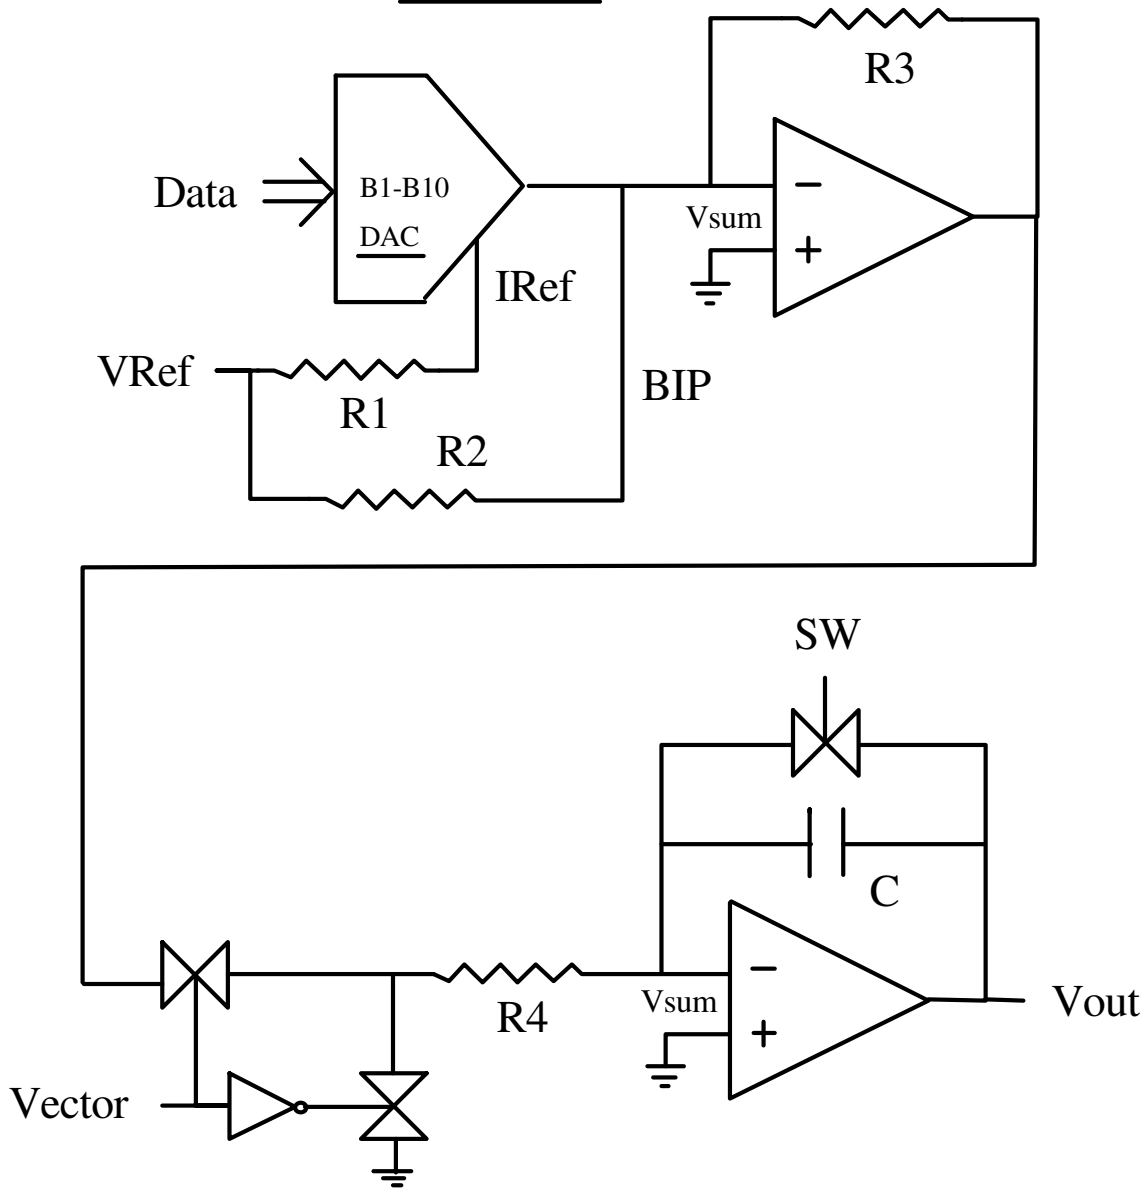 R3
Data
B1-B10
DAC
−
Vsum
+
IRef
VRef
R1
BIP
R2
SW
C
−
R4
Vsum
+
Vout
Vector